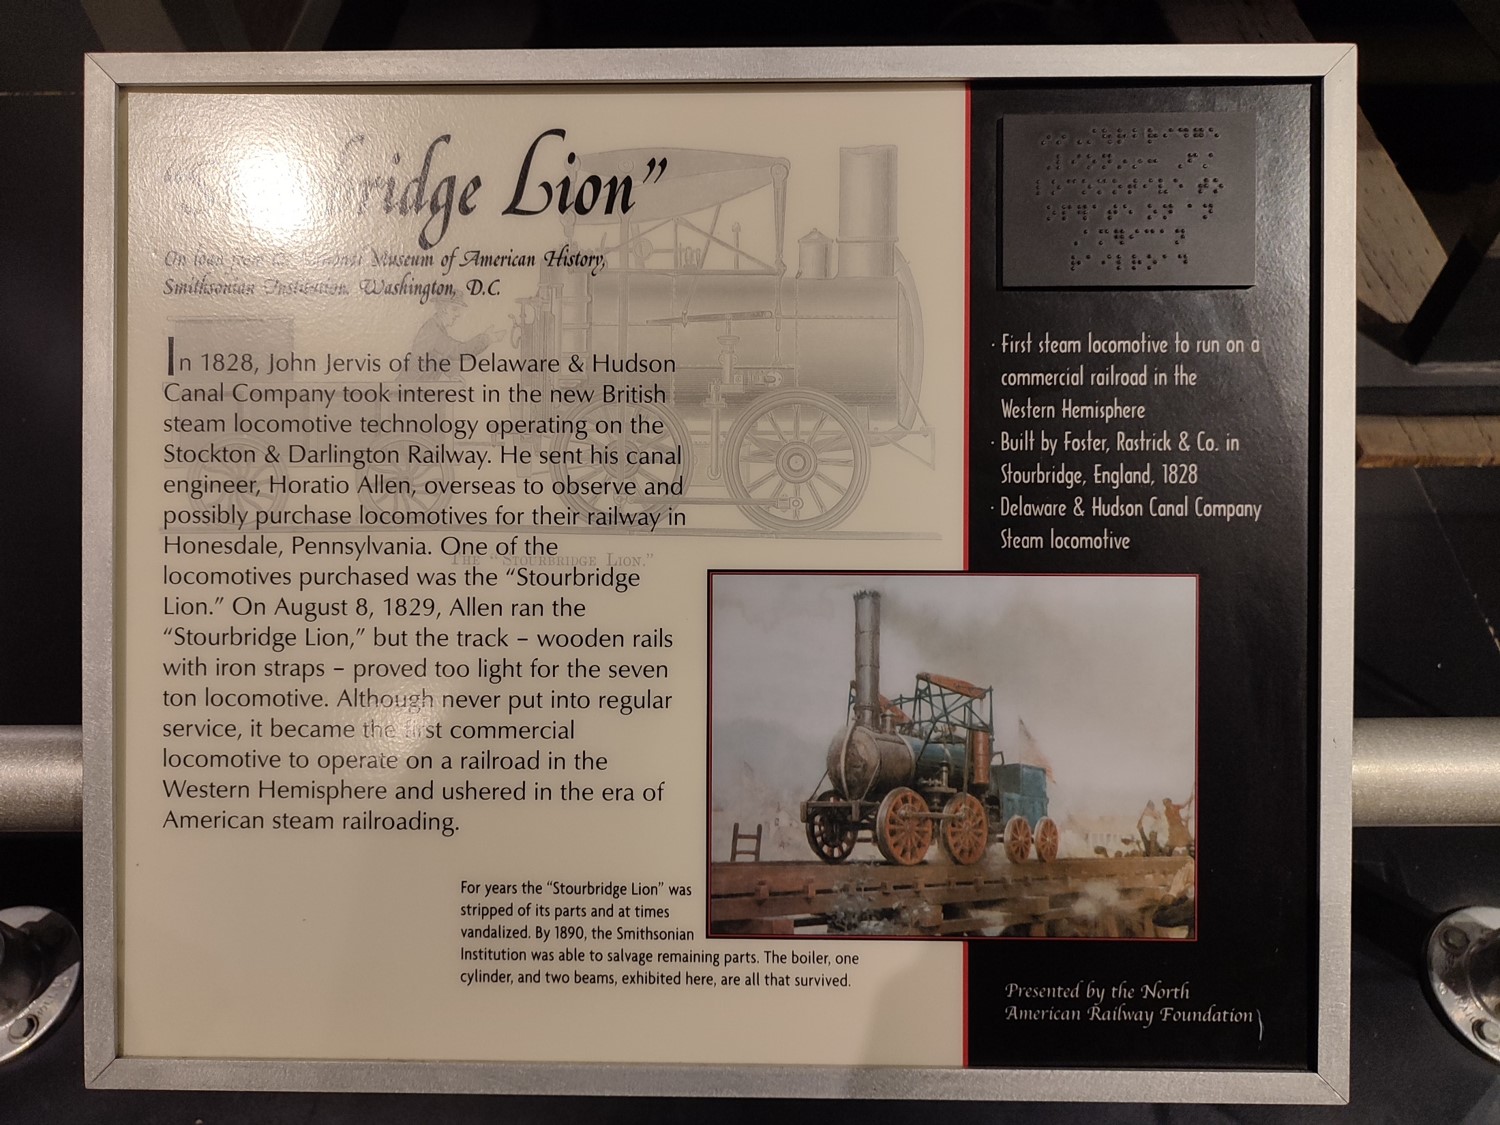 bridge Lion”
On loan from Museum of American History,
Smithsonian Institution, Washington, D.C.
In 1828, John Jervis of the Delaware & Hudson
Canal Company took interest in the new British
steam locomotive technology operating on the
Stockton & Darlington Railway. He sent his canal
engineer, Horatio Allen, overseas to observe and
possibly purchase locomotives for their railway in
Honesdale, Pennsylvania. One of the
THE “STOURBRIDGE LION.”
locomotives purchased was the “Stourbridge
Lion.” On August 8, 1829, Allen ran the
“Stourbridge Lion,” but the track – wooden rails
with iron straps – proved too light for the seven
ton locomotive. Although never put into regular
service, it became the first commercial
locomotive to operate on a railroad in the
Western Hemisphere and ushered in the era of
American steam railroading.
For years the “Stourbridge Lion” was
stripped of its parts and at times
vandalized. By 1890, the Smithsonian
Institution was able to salvage remaining parts. The boiler, one
cylinder, and two beams, exhibited here, are all that survived.
· First steam locomotive to run on a
commercial railroad in the
Western Hemisphere
· Built by Foster, Rastrick & Co. in
Stourbridge, England, 1828
· Delaware & Hudson Canal Company
Steam locomotive
Presented by the North
American Railway Foundation